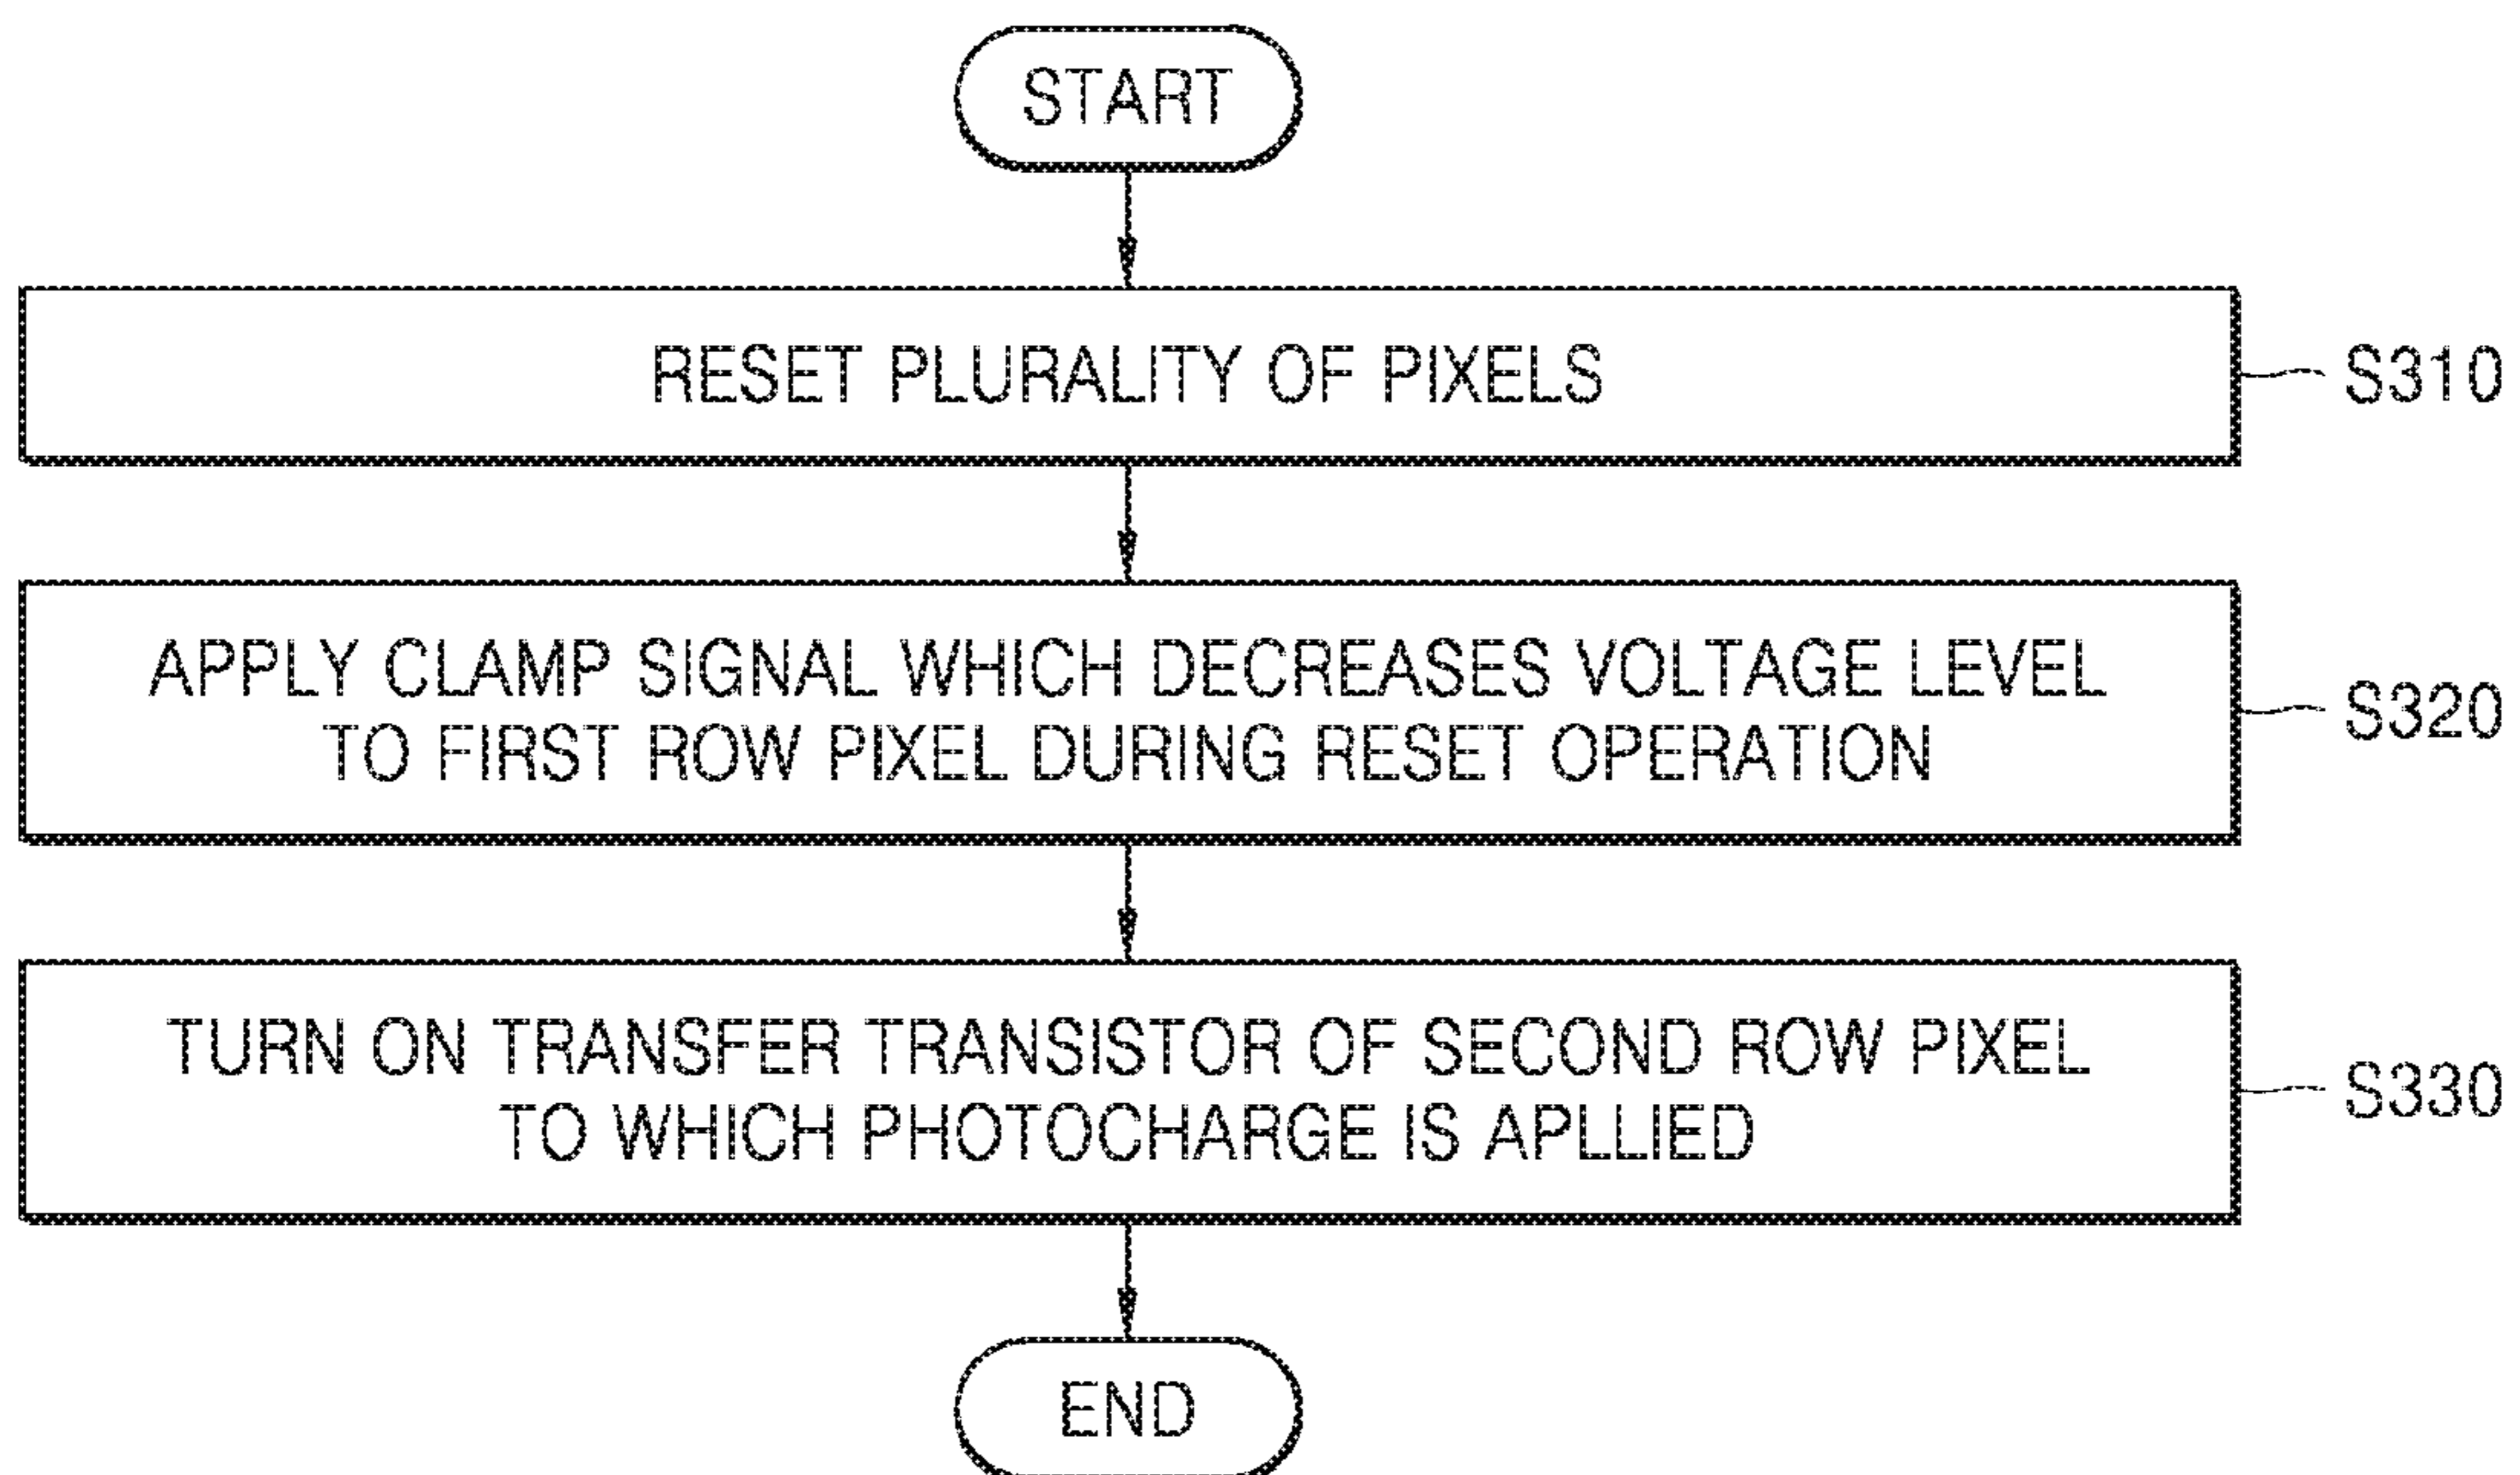 START
RESET PLURALITY OF PIXELS
S310
APPLY CLAMP SIGNAL WHICH DECREASES VOLTAGE LEVEL
TO FIRST ROW PIXEL DURING RESET OPERATION
S320
TURN ON TRANSFER TRANSISTOR OF SECOND ROW PIXEL
TO WHICH PHOTOCHARGE IS APLLIED
S330
END